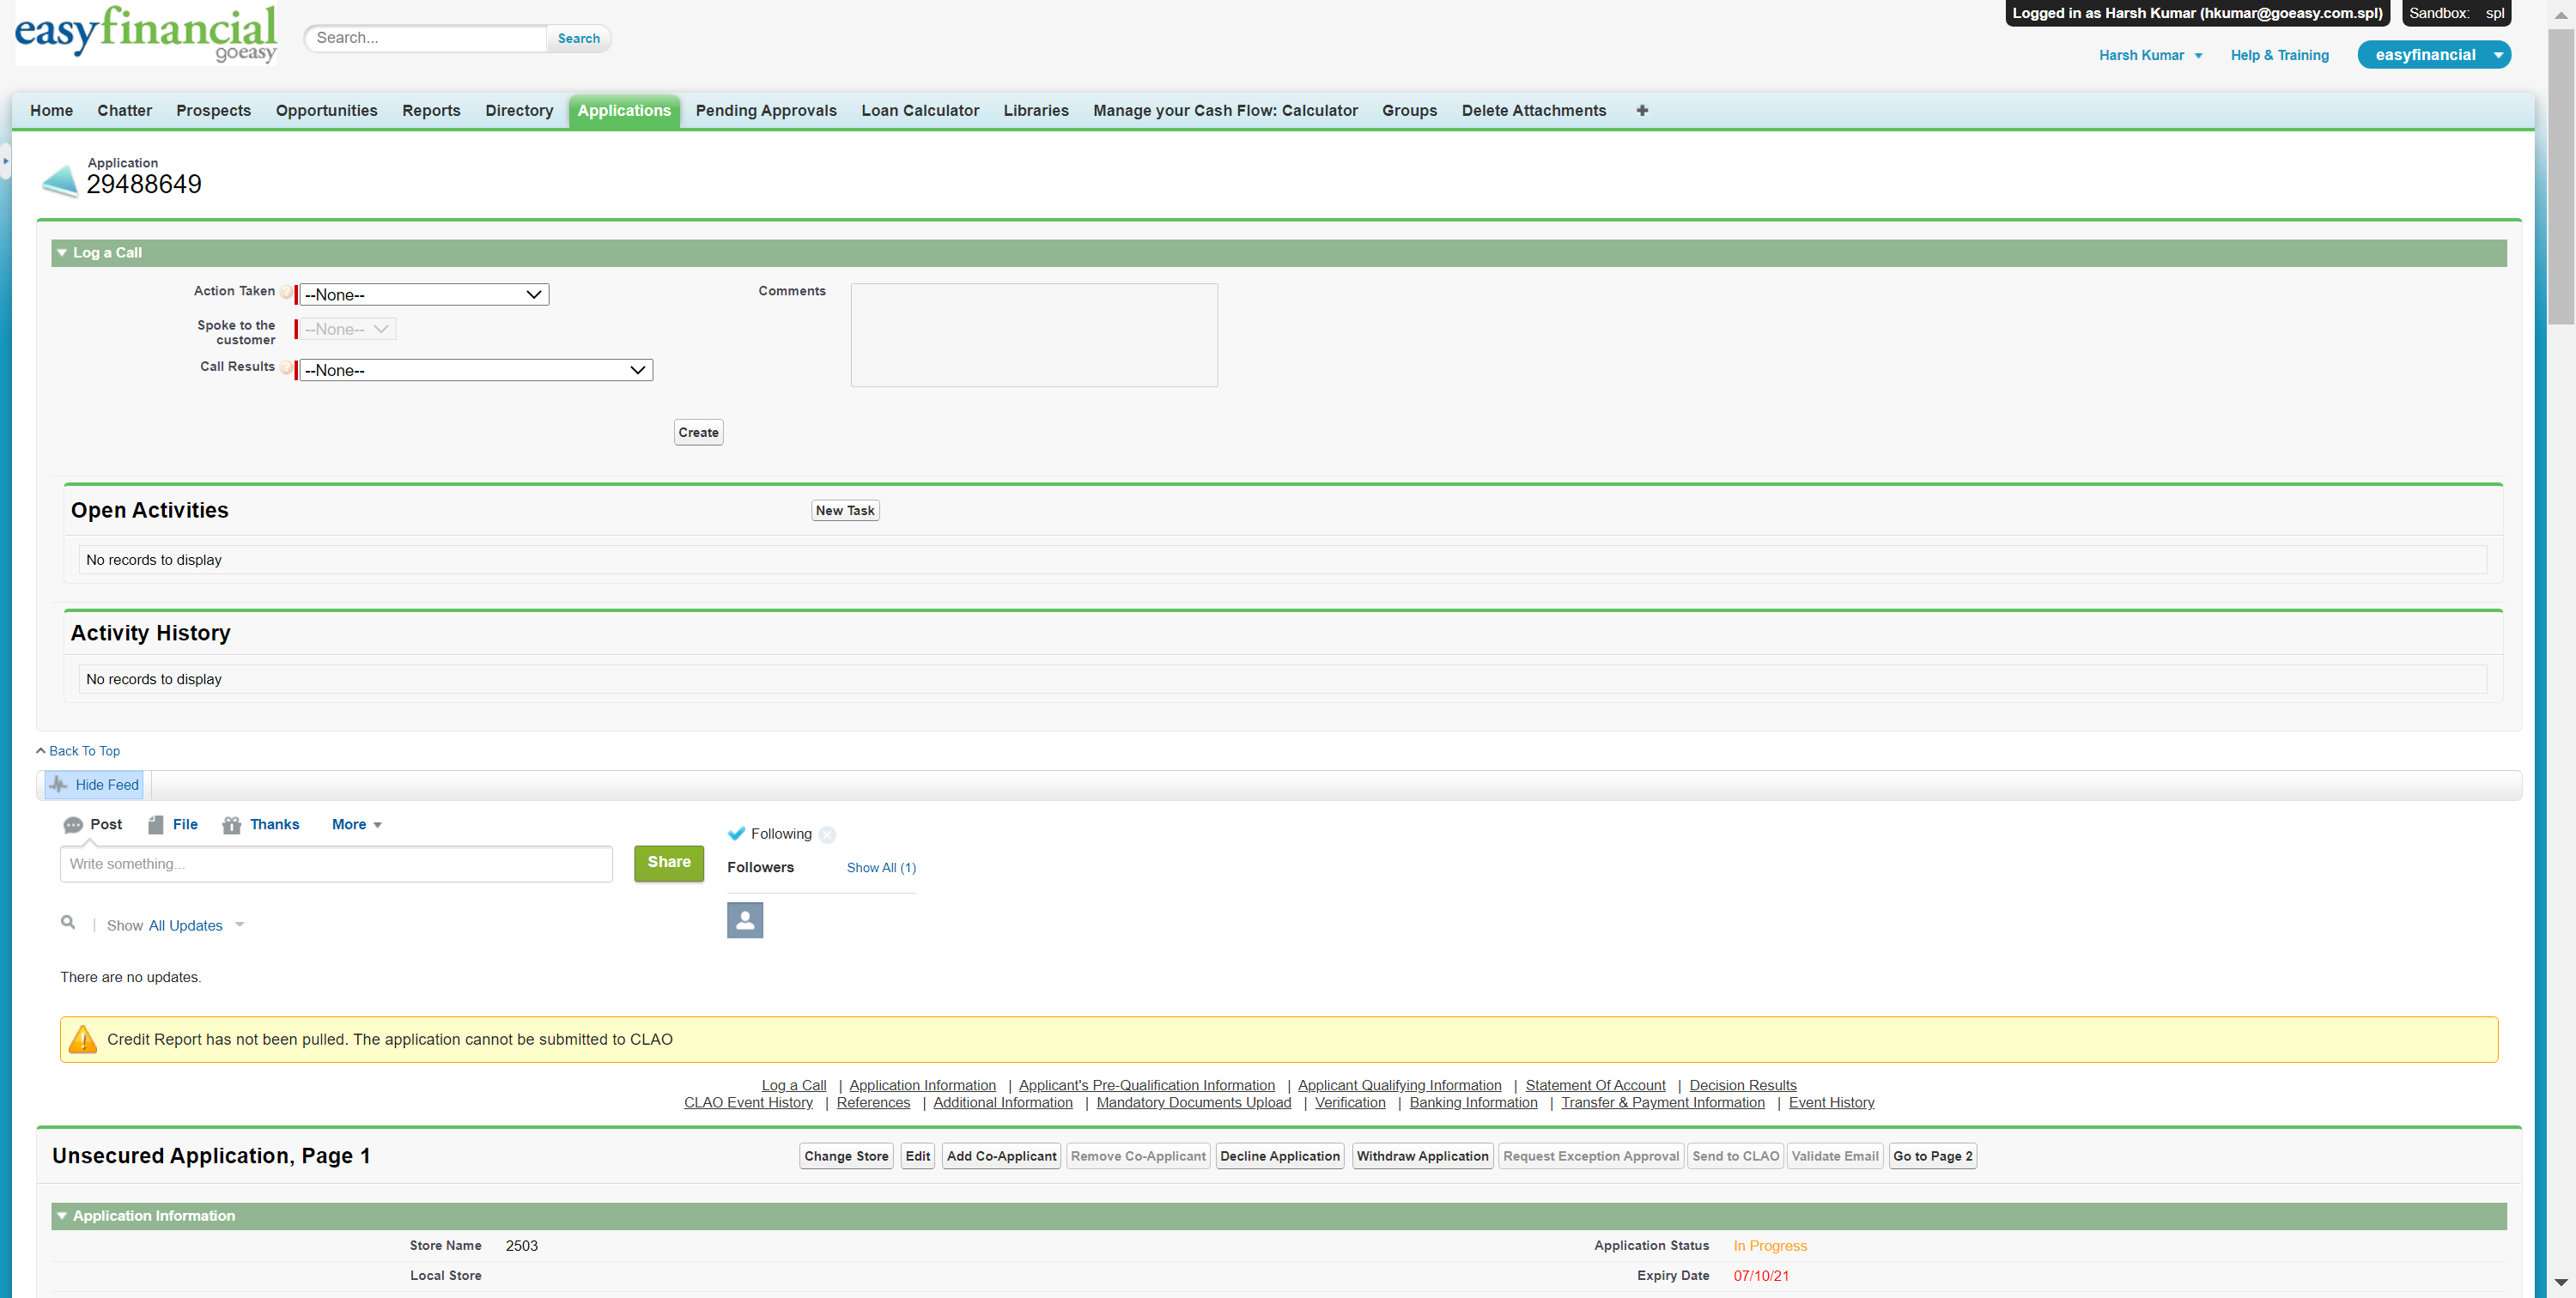 easyfinancial
goeasy
Search...
Search
Logged in as Harsh Kumar (hkumar@goeasy.com.spl)
Sandbox: spl
Harsh Kumar
Help & Training
easyfinancial
Home Chatter Prospects Opportunities Reports Directory Applications Pending Approvals Loan Calculator Libraries Manage your Cash Flow: Calculator Groups Delete Attachments +
Application
29488649
Log a Call
Action Taken ? --None--
Comments
Spoke to the customer --None--
Call Results ? --None--
Create
Open Activities
New Task
No records to display
Activity History
No records to display
Back To Top
Hide Feed
Post File Thanks More
Following
Write something...
Share
Followers Show All (1)
Show All Updates
There are no updates.
Credit Report has not been pulled. The application cannot be submitted to CLAO
Log a Call | Application Information | Applicant's Pre-Qualification Information | Applicant Qualifying Information | Statement Of Account | Decision Results
CLAO Event History | References | Additional Information | Mandatory Documents Upload | Verification | Banking Information | Transfer & Payment Information | Event History
Unsecured Application, Page 1
Change Store Edit Add Co-Applicant Remove Co-Applicant Decline Application Withdraw Application Request Exception Approval Send to CLAO Validate Email Go to Page 2
Application Information
Store Name 2503 Application Status In Progress
Local Store Expiry Date 07/10/21